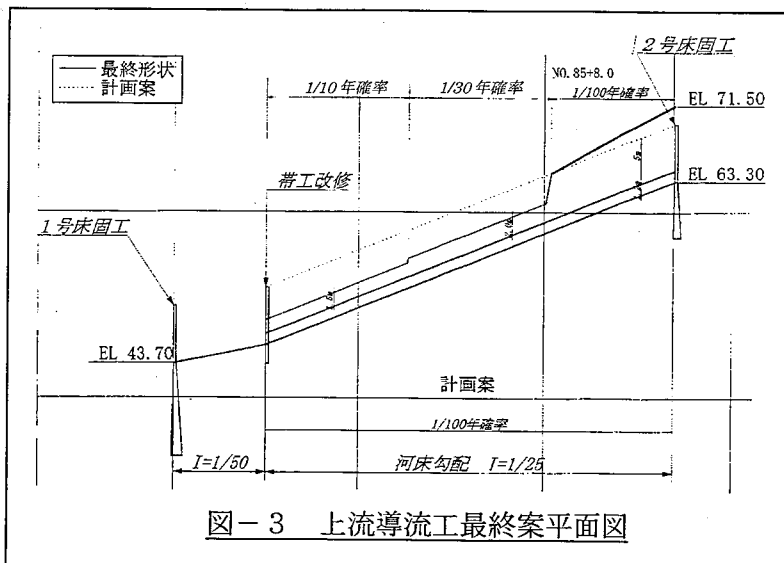 2号床固工
最終形状
計画案
NO.85+8.0
1/10年確率
1/30年確率
1/100年確率
EL 71.50
帯工改修
EL 63.30
1号床固工
EL 43.70
計画案
1/100年確率
I=1/50
河床勾配 I=1/25
図-3 上流導流工最終案平面図